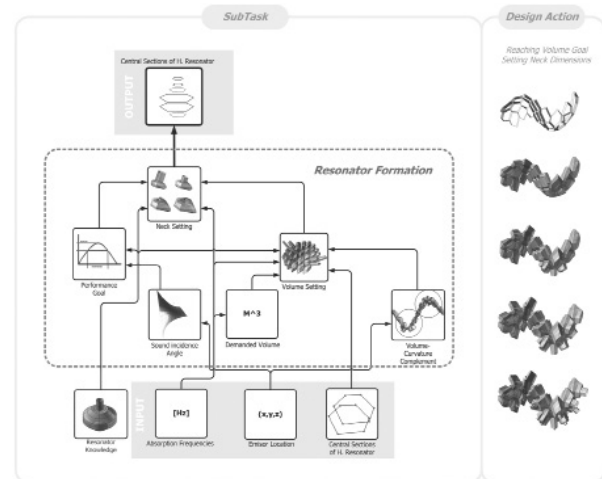 SubTask
Design Action
Central Sections of H. Resonator
Reaching Volume Goal
Setting Neck Dimensions
OUTPUT
Resonator Formation
Neck Setting
Performance
Goal
Volume Setting
M^3
Sound Incidence
Angle
Demanded Volume
Volume-
Curvature
Complement
INPUT
[Hz]
(x,y,z)
Resonator
Knowledge
Absorption Frequencies
Emisor Location
Central Sections
of H. Resonator